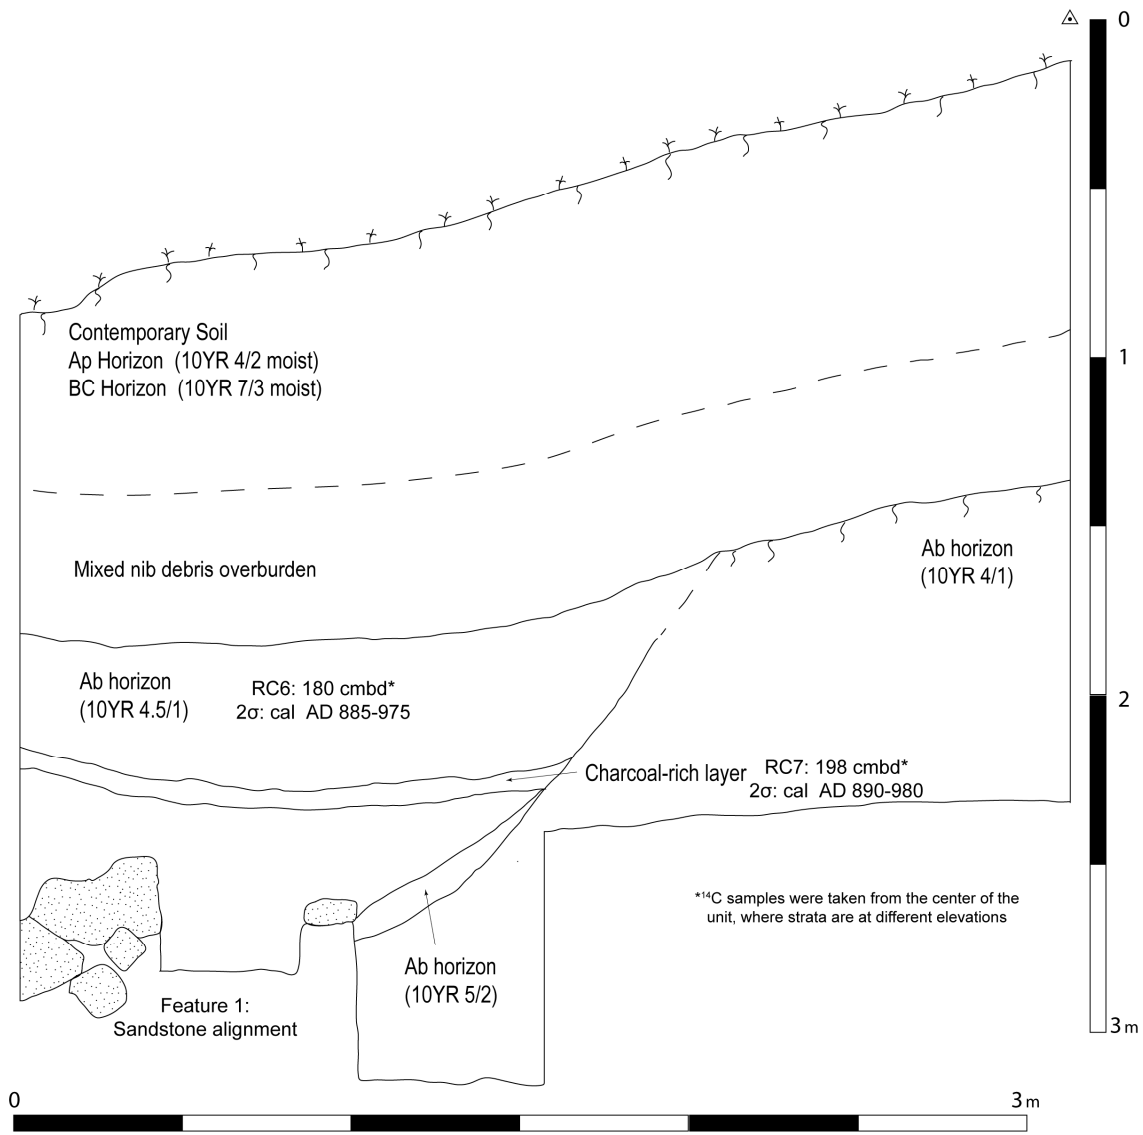 0
Contemporary Soil
Ap Horizon (10YR 4/2 moist)
BC Horizon (10YR 7/3 moist)
1
Mixed nib debris overburden
Ab horizon
(10YR 4/1)
Ab horizon
(10YR 4.5/1)
RC6: 180 cmbd*
2σ: cal AD 885-975
2
Charcoal-rich layer
RC7: 198 cmbd*
2σ: cal AD 890-980
*¹⁴C samples were taken from the center of the
unit, where strata are at different elevations
Ab horizon
(10YR 5/2)
Feature 1:
Sandstone alignment
3 m
0
3 m